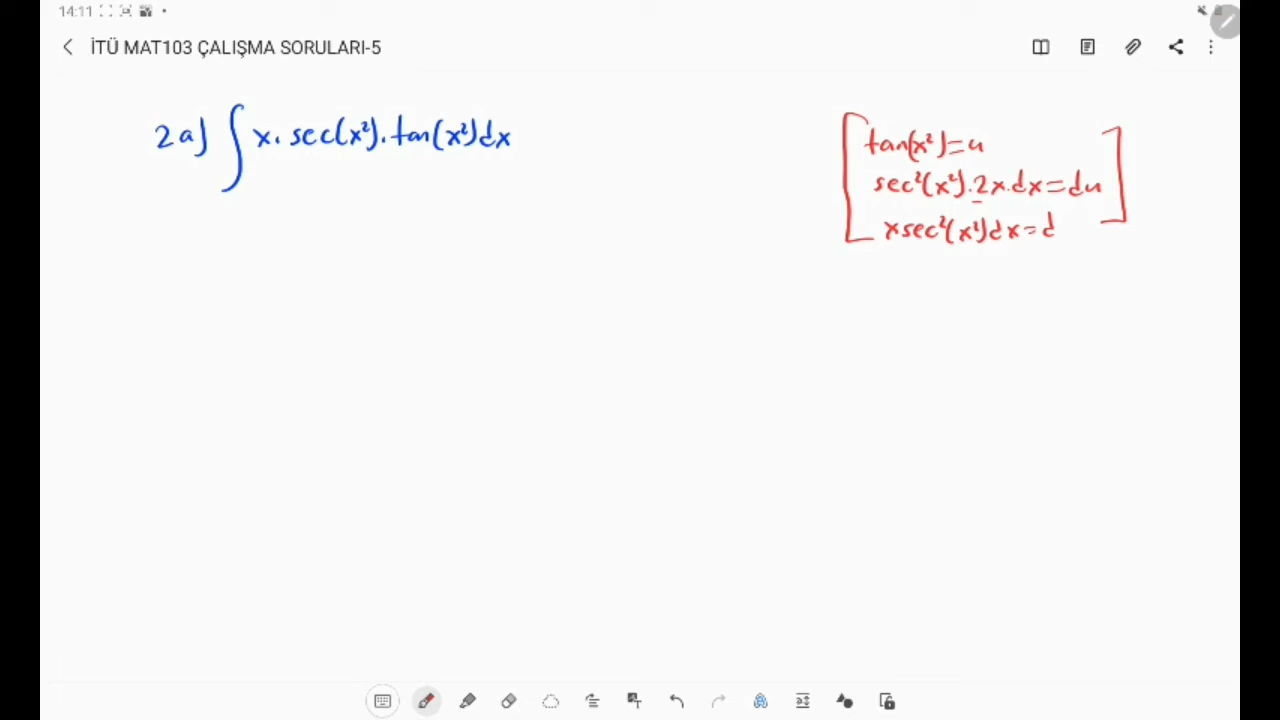 14:11
İTÜ MAT103 ÇALIŞMA SORULARI-5
2a) ∫ x. sec(x²). tan(x²)dx
tan(x²)=u
sec²(x²).2x.dx=du
xsec²(x²)dx=d